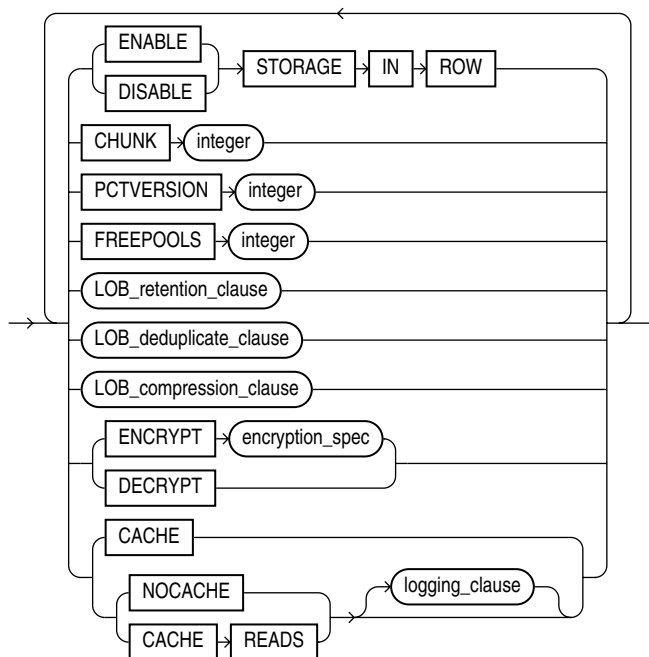 ENABLE
STORAGE IN ROW
DISABLE
CHUNK integer
PCTVERSION integer
FREEPOOLS integer
LOB_retention_clause
LOB_deduplicate_clause
LOB_compression_clause
ENCRYPT encryption_spec
DECRYPT
CACHE
NOCACHE logging_clause
CACHE READS